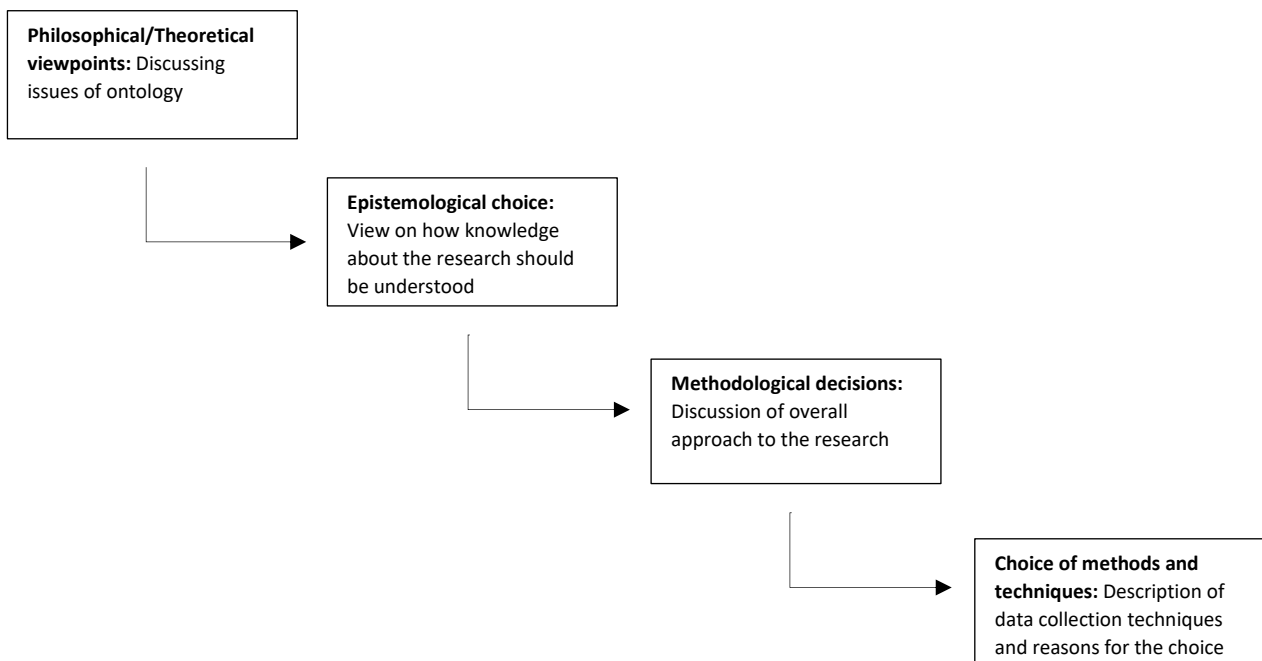 Philosophical/Theoretical
viewpoints: Discussing
issues of ontology
Epistemological choice:
View on how knowledge
about the research should
be understood
Methodological decisions:
Discussion of overall
approach to the research
Choice of methods and
techniques: Description of
data collection techniques
and reasons for the choice